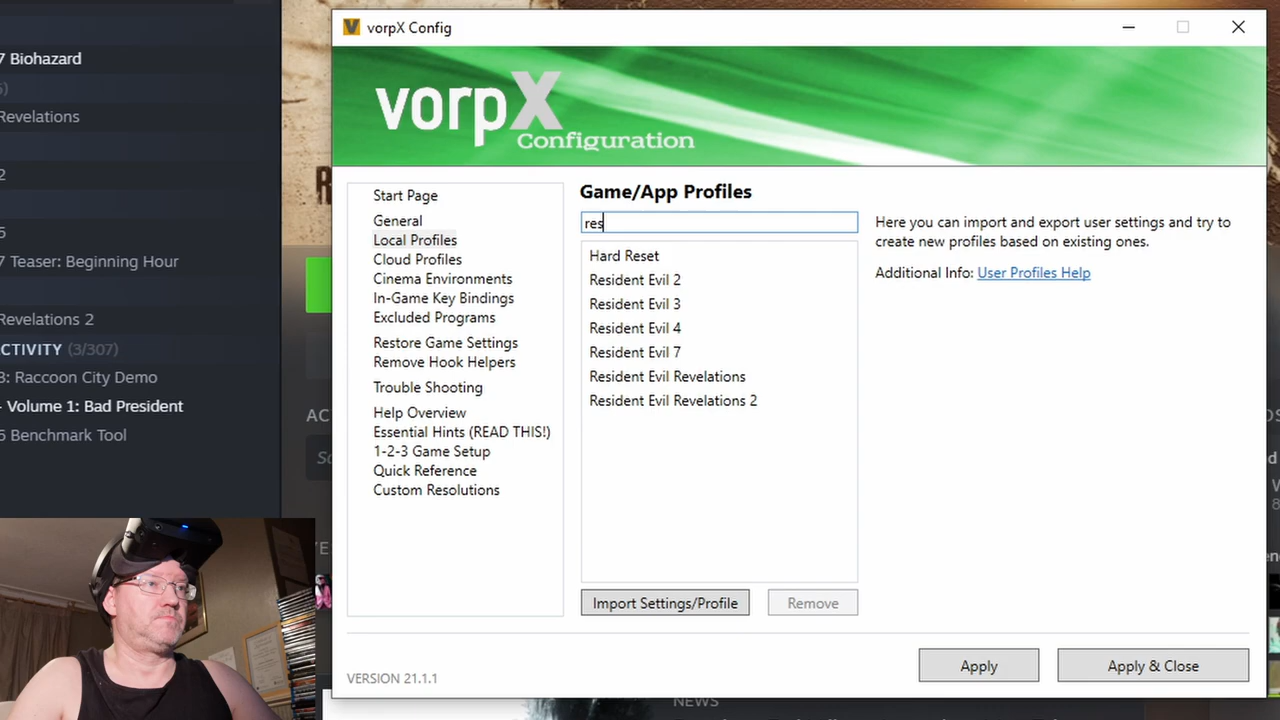 7 Biohazard
Revelations
2
5
7 Teaser: Beginning Hour
Revelations 2
CTIVITY (3/307)
3: Raccoon City Demo
- Volume 1: Bad President
5 Benchmark Tool
vorpX Config
vorpX
Configuration
Start Page
General
Local Profiles
Cloud Profiles
Cinema Environments
In-Game Key Bindings
Excluded Programs
Restore Game Settings
Remove Hook Helpers
Trouble Shooting
Help Overview
Essential Hints (READ THIS!)
1-2-3 Game Setup
Quick Reference
Custom Resolutions
Game/App Profiles
res
Hard Reset
Resident Evil 2
Resident Evil 3
Resident Evil 4
Resident Evil 7
Resident Evil Revelations
Resident Evil Revelations 2
Import Settings/Profile
Remove
Here you can import and export user settings and try to
create new profiles based on existing ones.
Additional Info: User Profiles Help
VERSION 21.1.1
Apply
Apply & Close
NEWS